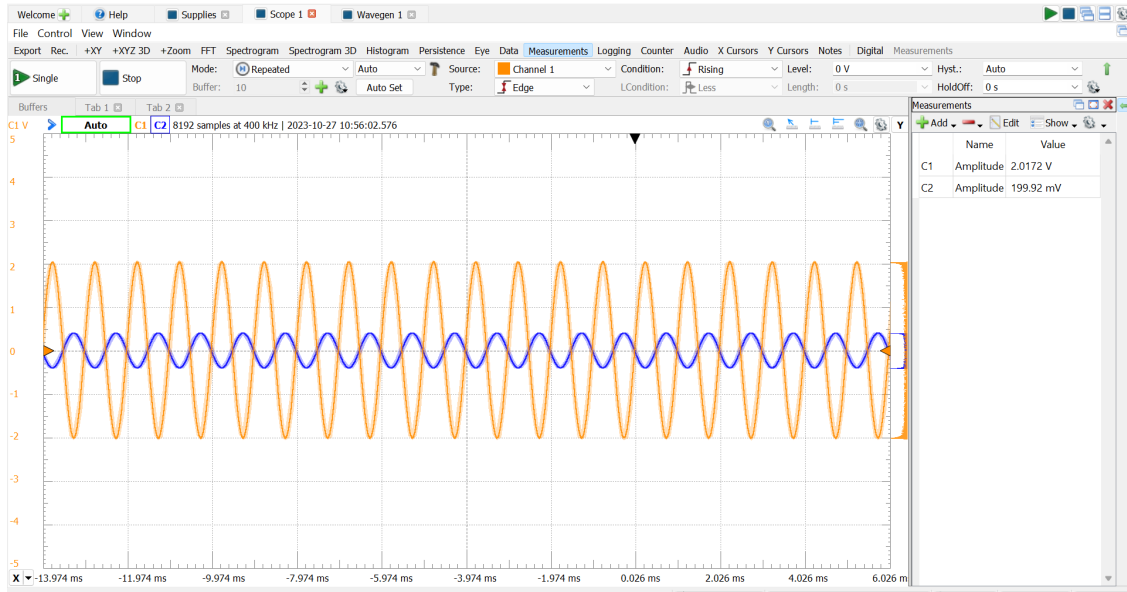 Welcome Help Supplies Scope 1 Wavegen 1
File Control View Window
Export Rec. +XY +XYZ 3D +Zoom FFT Spectrogram Spectrogram 3D Histogram Persistence Eye Data Measurements Logging Counter Audio X Cursors Y Cursors Notes Digital Measurements
1 Single Stop Mode: Repeated Auto Source: Channel 1 Condition: Rising Level: 0 V Hyst.: Auto
Buffer: 10 Auto Set Type: Edge LCondition: Less Length: 0 s HoldOff: 0 s
Buffers Tab 1 Tab 2 Measurements
C1 V Auto C1 C2 8192 samples at 400 kHz | 2023-10-27 10:56:02.576 Y Add Edit Show
Name Value
C1 Amplitude 2.0172 V
C2 Amplitude 199.92 mV
5
4
3
2
1
0
-1
-2
-3
-4
-5
X -13.974 ms -11.974 ms -9.974 ms -7.974 ms -5.974 ms -3.974 ms -1.974 ms 0.026 ms 2.026 ms 4.026 ms 6.026 m